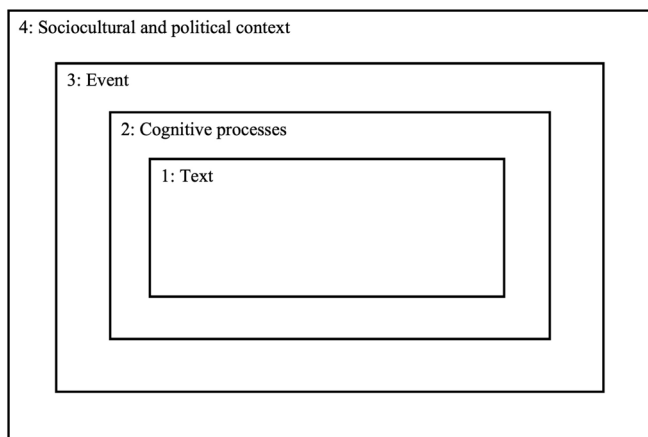 4: Sociocultural and political context
3: Event
2: Cognitive processes
1: Text